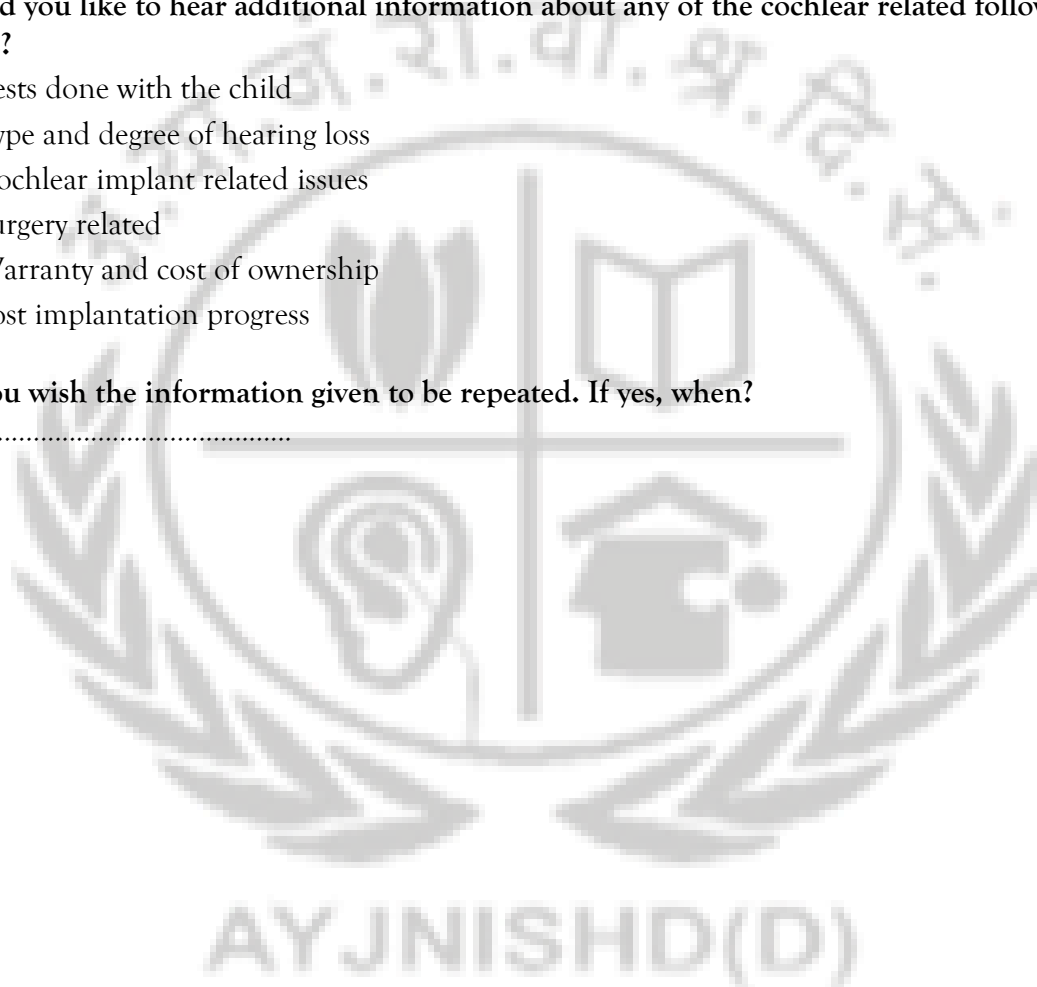 d you like to hear additional information about any of the cochlear related follow
?
ests done with the child
ype and degree of hearing loss
ochlear implant related issues
urgery related
Warranty and cost of ownership
ost implantation progress
ou wish the information given to be repeated. If yes, when?
..........................................
AYJNISHD(D)